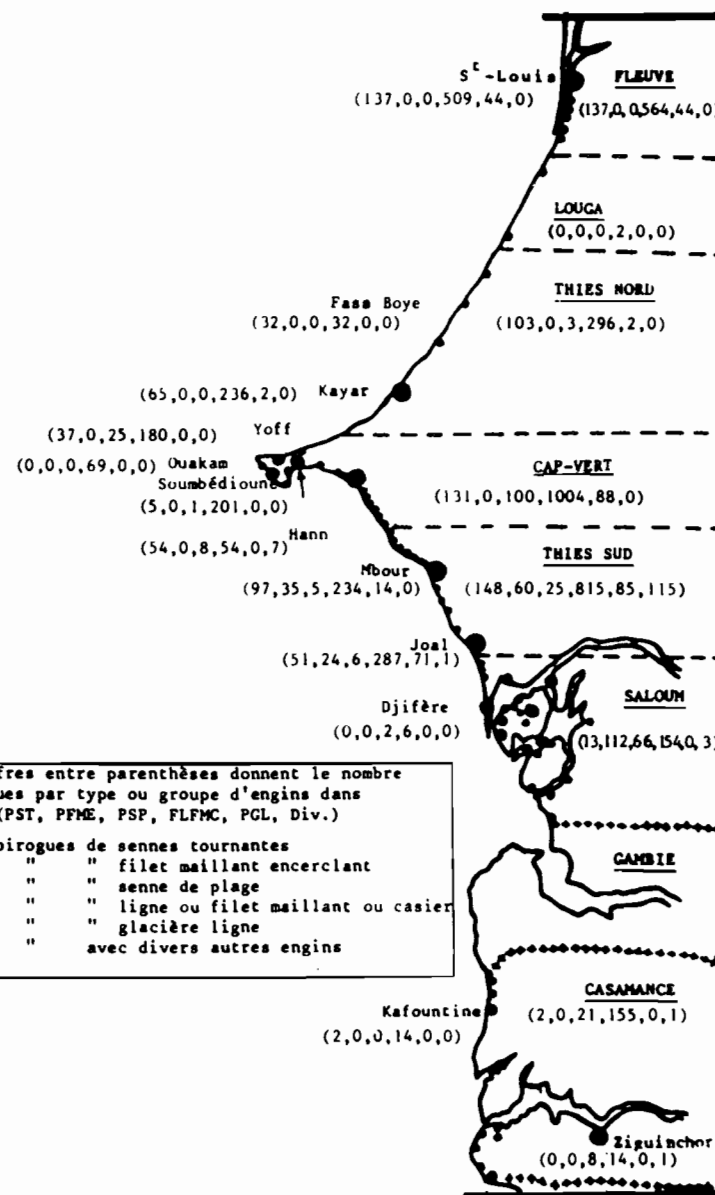 St-Louis FLEUVE
(137,0,0,509,44,0) (137,0,0,564,44,0)
LOUGA
(0,0,0,2,0,0)
THIES NORD
Fass Boye
(32,0,0,32,0,0) (103,0,3,296,2,0)
(65,0,0,236,2,0) Kayar
(37,0,25,180,0,0) Yoff
(0,0,0,69,0,0) Ouakam CAP-VERT
Soumbédioune (131,0,100,1004,88,0)
(5,0,1,201,0,0)
Hann
(54,0,8,54,0,7) THIES SUD
Mbour
(97,35,5,234,14,0) (148,60,25,815,85,115)
Joal
(51,24,6,287,71,1)
SALOUM
Djifère
(0,0,2,6,0,0) (13,112,66,154,0,3)
fres entre parenthèses donnent le nombre
ues par type ou groupe d'engins dans
(PST, PFME, PSP, FLFMC, PGL, Div.)
pirogues de sennes tournantes
" " filet maillant encerclant
" " senne de plage
" " ligne ou filet maillant ou casier
" " glacière ligne
" avec divers autres engins
GAMBIE
CASAMANCE
Kafountine (2,0,21,155,0,1)
(2,0,0,14,0,0)
Ziguinchor
(0,0,8,14,0,1)